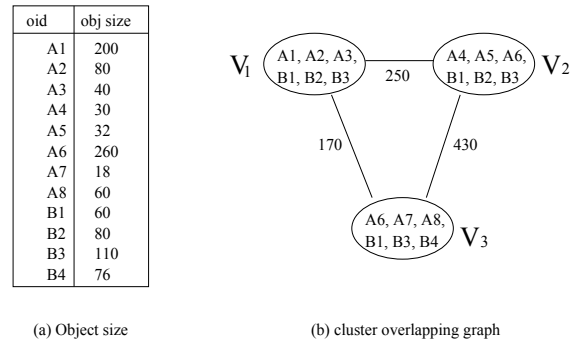 oid obj size
A1 200
A2 80
A3 40
A4 30
A5 32
A6 260
A7 18
A8 60
B1 60
B2 80
B3 110
B4 76
(a) Object size
V1
A1, A2, A3,
B1, B2, B3
250
A4, A5, A6,
B1, B2, B3
V2
170
430
A6, A7, A8,
B1, B3, B4
V3
(b) cluster overlapping graph